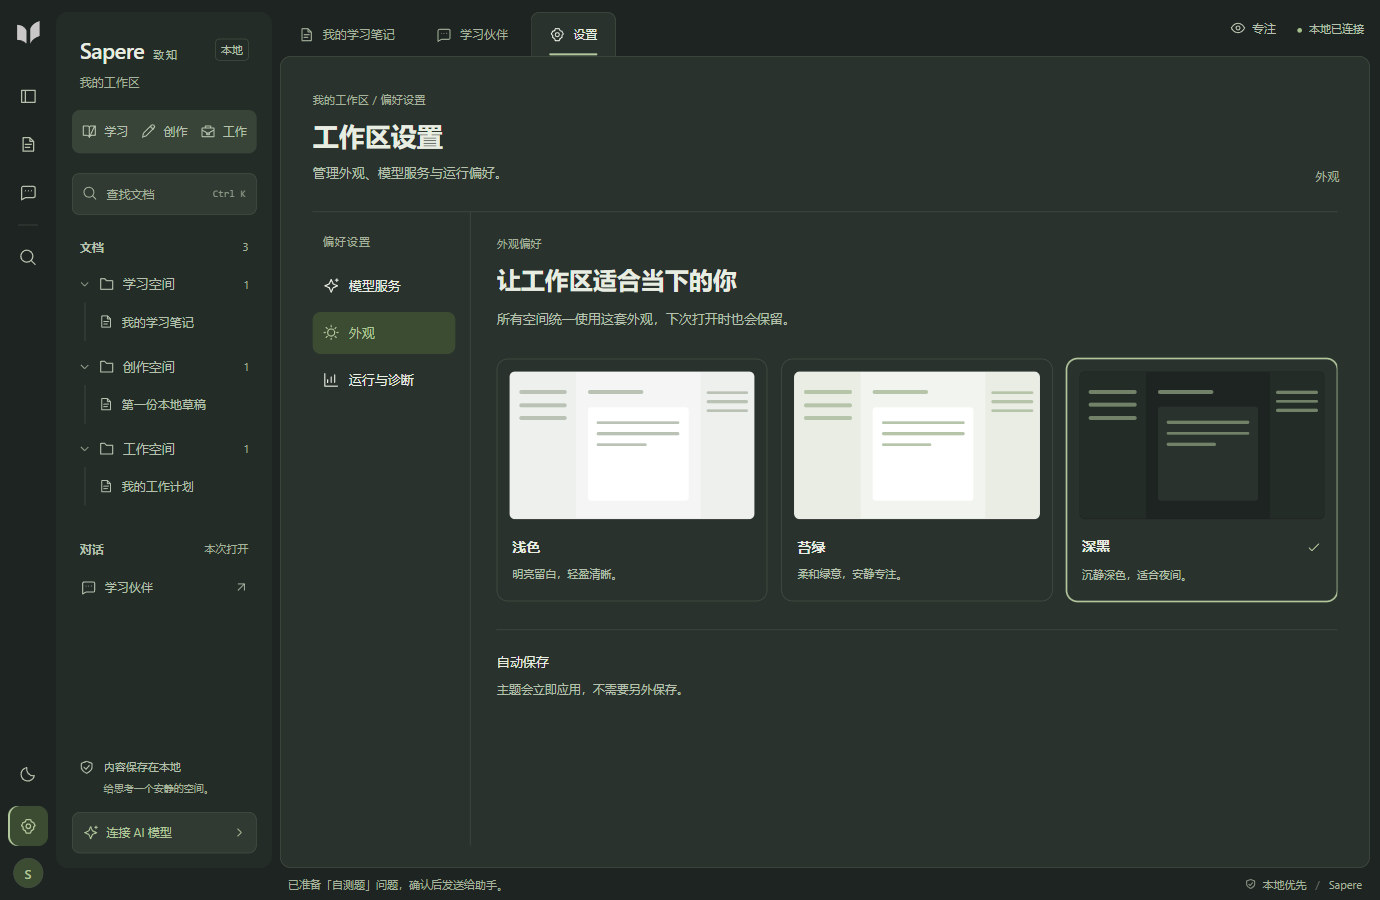 我的学习笔记
学习伙伴
设置
专注
本地已连接
Sapere 致知
本地
我的工作区
学习
创作
工作
查找文档
Ctrl K
文档
3
学习空间
1
我的学习笔记
创作空间
1
第一份本地草稿
工作空间
1
我的工作计划
对话
本次打开
学习伙伴
内容保存在本地
给思考一个安静的空间。
连接 AI 模型
S
我的工作区 / 偏好设置
工作区设置
管理外观、模型服务与运行偏好。
外观
偏好设置
模型服务
外观
运行与诊断
外观偏好
让工作区适合当下的你
所有空间统一使用这套外观，下次打开时也会保留。
浅色
明亮留白，轻盈清晰。
苔绿
柔和绿意，安静专注。
深黑
沉静深色，适合夜间。
自动保存
主题会立即应用，不需要另外保存。
已准备「自测题」问题，确认后发送给助手。
本地优先 / Sapere